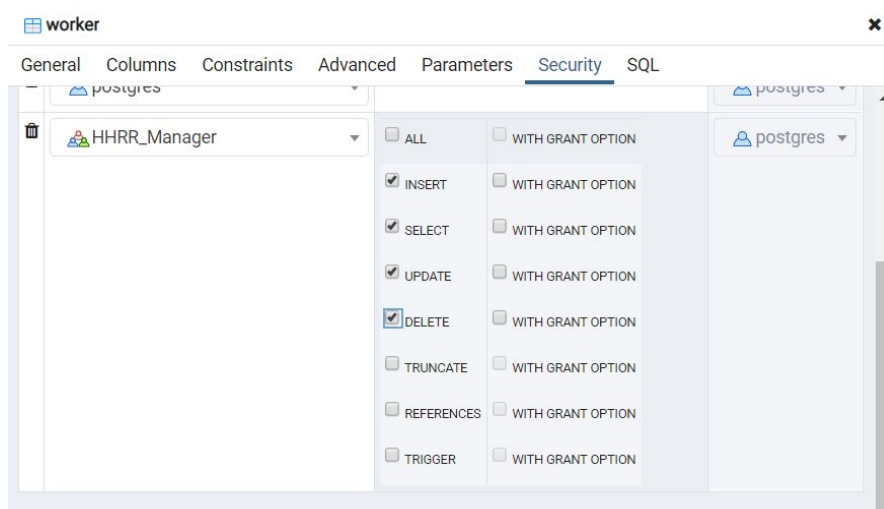 worker
General Columns Constraints Advanced Parameters Security SQL
postgres postgres
HHRR_Manager ALL WITH GRANT OPTION postgres
INSERT WITH GRANT OPTION
SELECT WITH GRANT OPTION
UPDATE WITH GRANT OPTION
DELETE WITH GRANT OPTION
TRUNCATE WITH GRANT OPTION
REFERENCES WITH GRANT OPTION
TRIGGER WITH GRANT OPTION